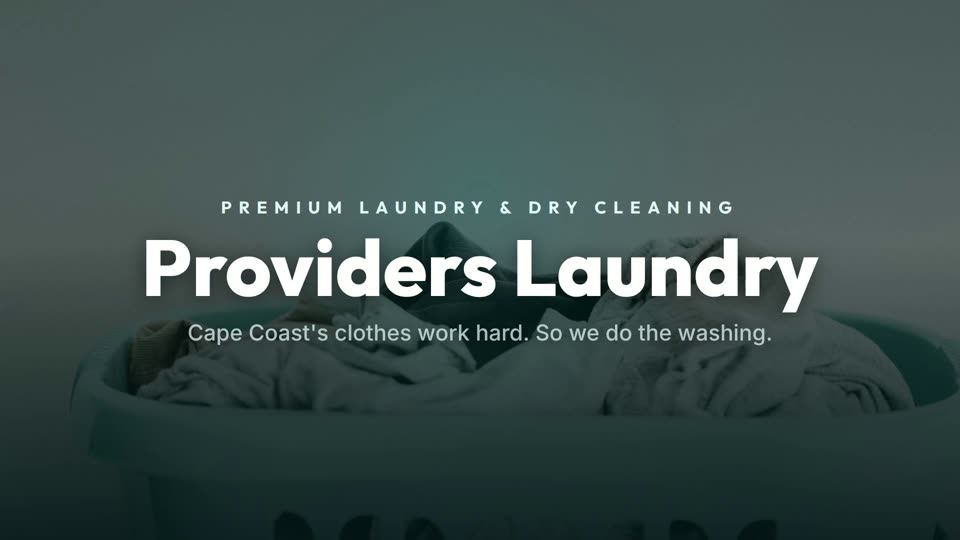 PREMIUM LAUNDRY & DRY CLEANING
Providers Laundry
Cape Coast's clothes work hard. So we do the washing.